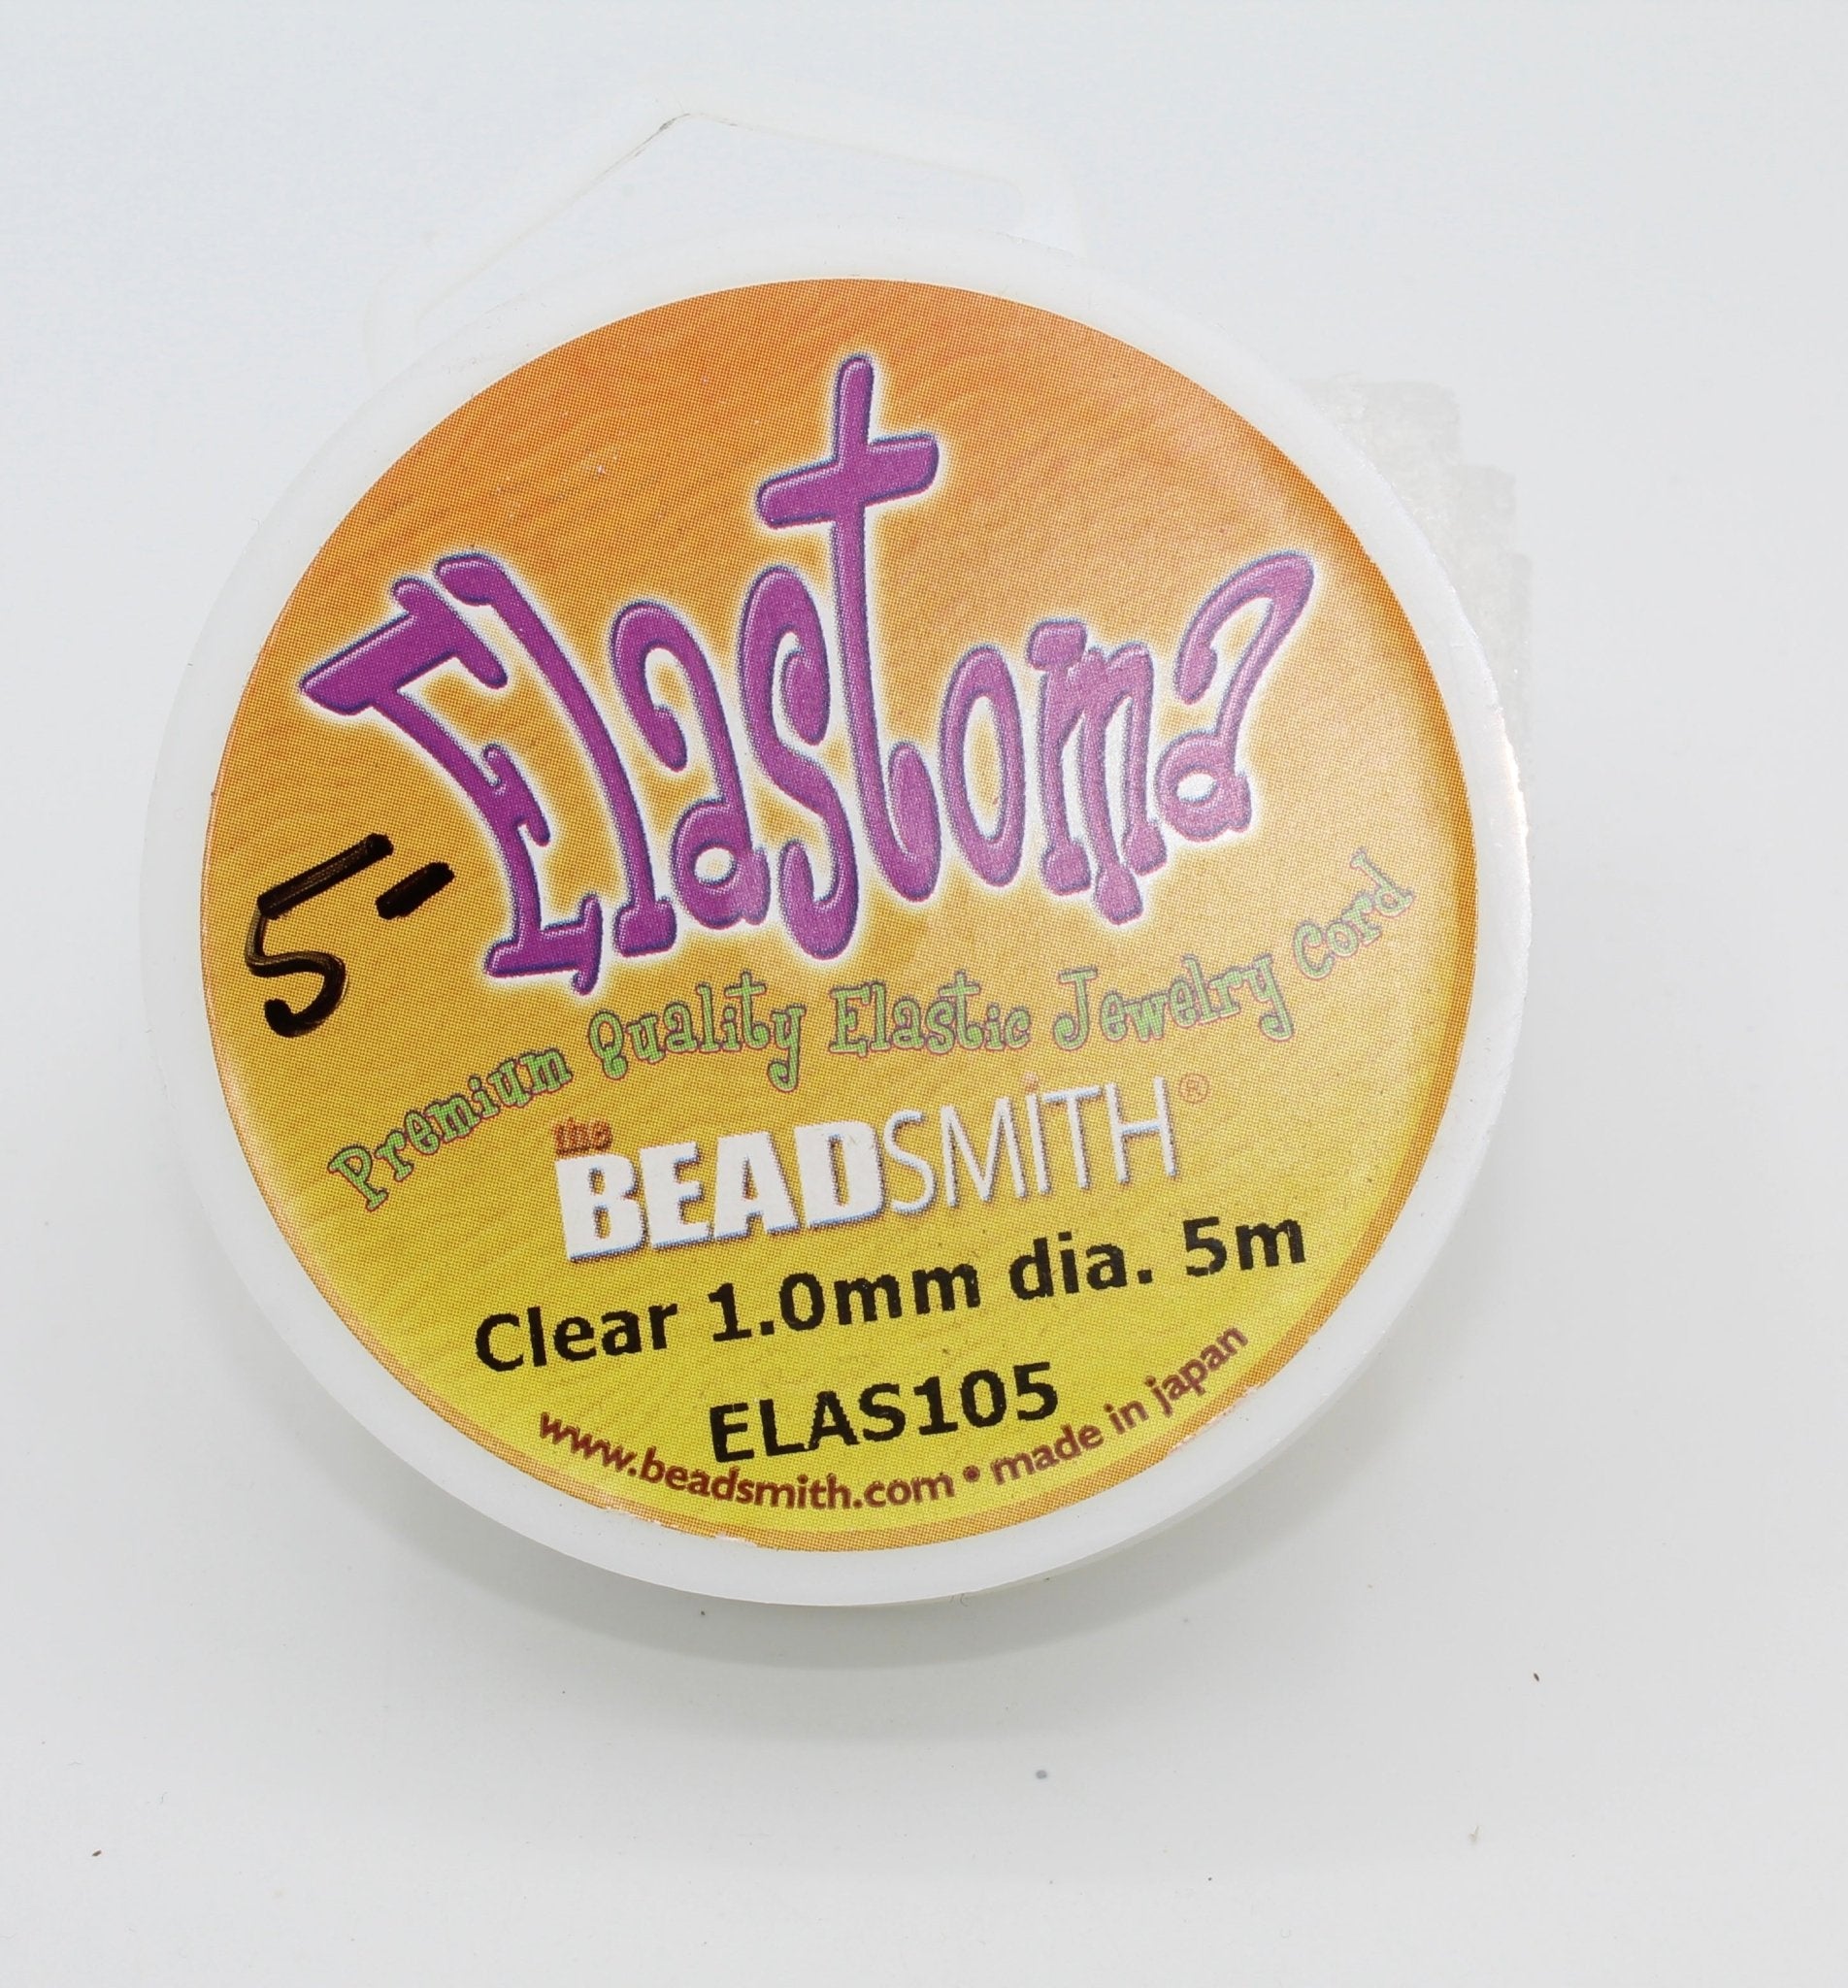 Elastoma
5-
Premium Quality Elastic Jewelry Cord
the
BEADSMITH®
Clear 1.0mm dia. 5m
ELAS105
www.beadsmith.com • made in japan